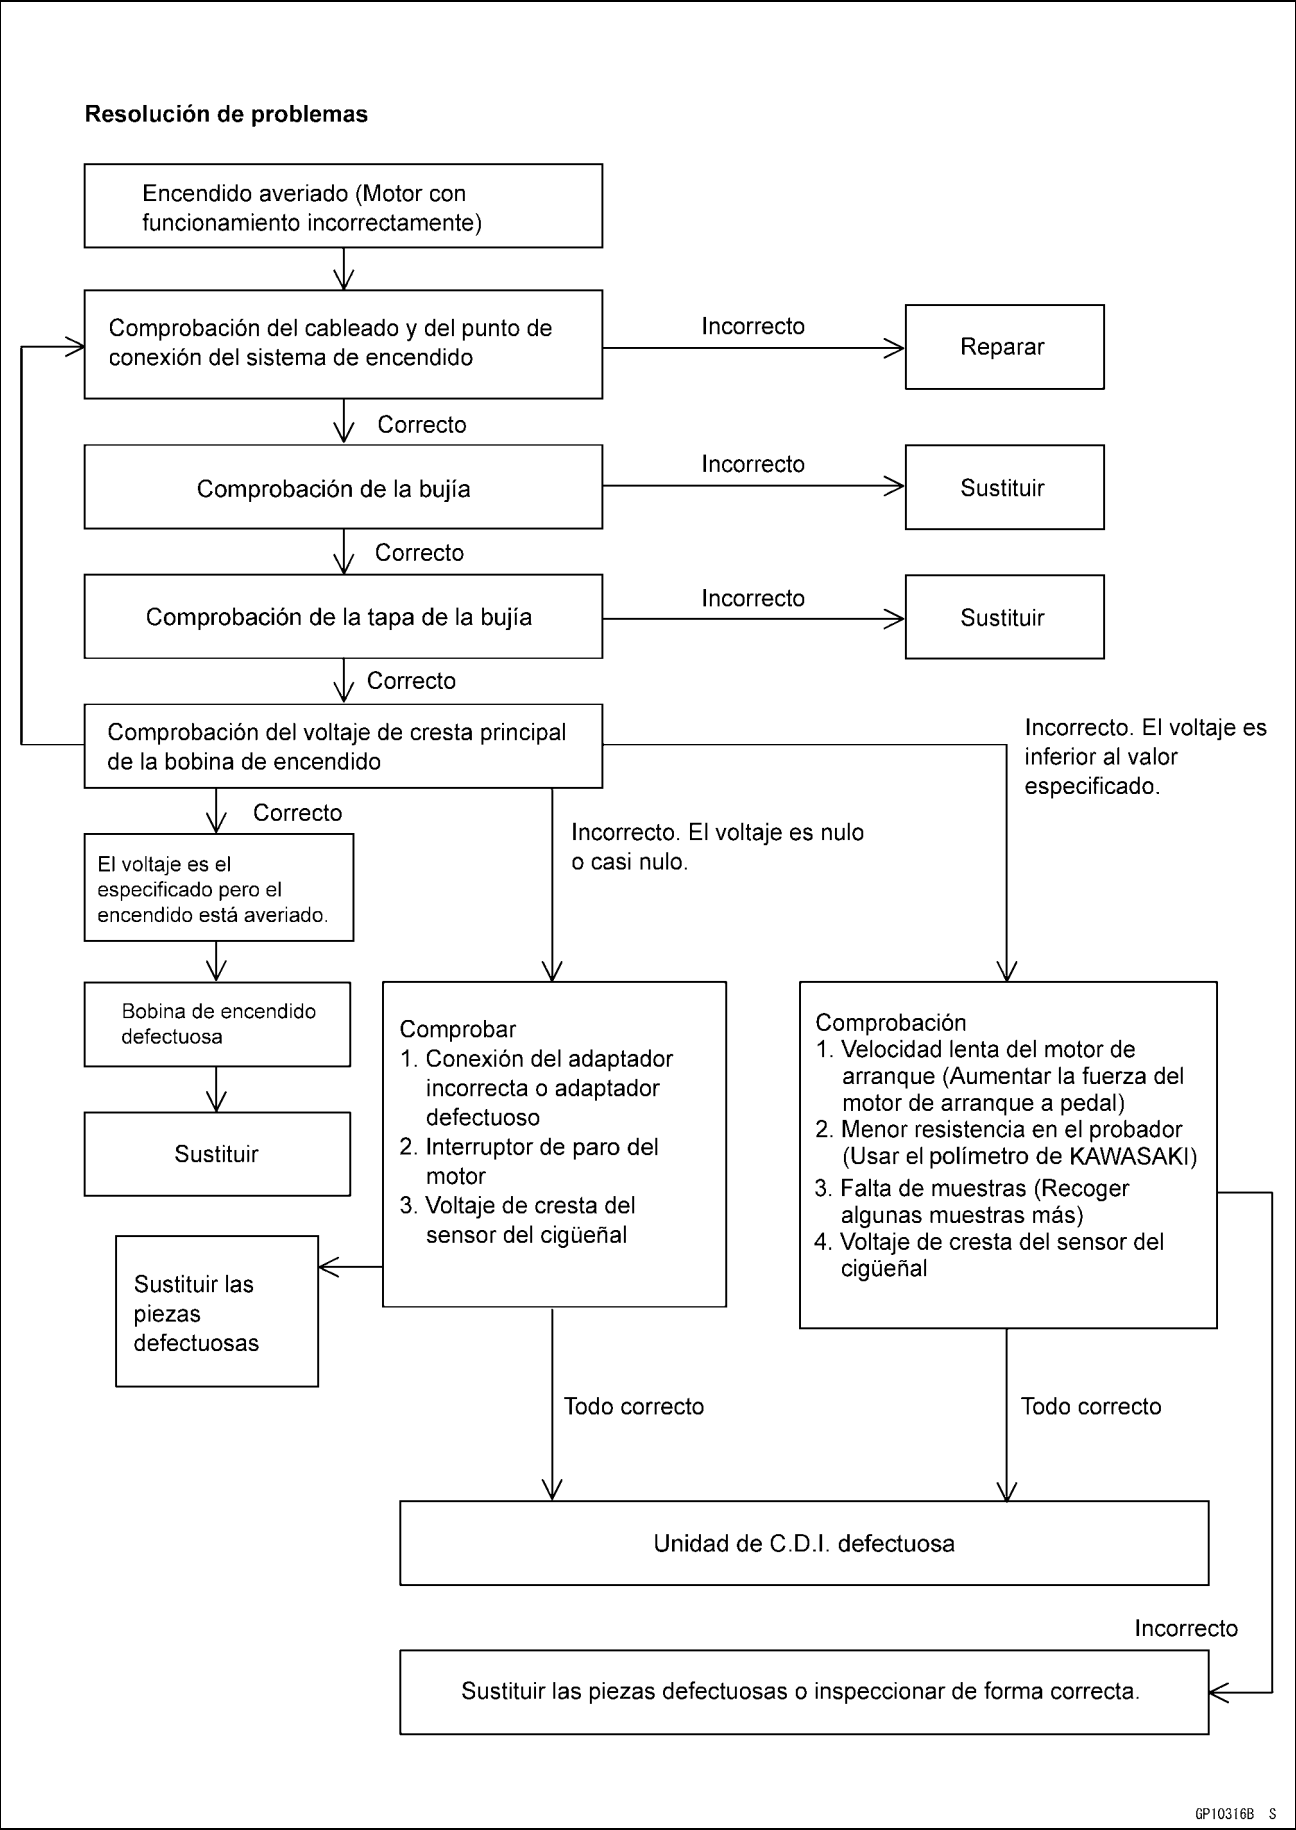 Resolución de problemas
Encendido averiado (Motor con
funcionamiento incorrectamente)
Comprobación del cableado y del punto de
conexión del sistema de encendido
Incorrecto
Reparar
Correcto
Comprobación de la bujía
Incorrecto
Sustituir
Correcto
Comprobación de la tapa de la bujía
Incorrecto
Sustituir
Correcto
Comprobación del voltaje de cresta principal
de la bobina de encendido
Incorrecto. El voltaje es
inferior al valor
especificado.
Correcto
Incorrecto. El voltaje es nulo
o casi nulo.
El voltaje es el
especificado pero el
encendido está averiado.
Bobina de encendido
defectuosa
Sustituir
Comprobar
1. Conexión del adaptador
incorrecta o adaptador
defectuoso
2. Interruptor de paro del
motor
3. Voltaje de cresta del
sensor del cigüeñal
Comprobación
1. Velocidad lenta del motor de
arranque (Aumentar la fuerza del
motor de arranque a pedal)
2. Menor resistencia en el probador
(Usar el polímetro de KAWASAKI)
3. Falta de muestras (Recoger
algunas muestras más)
4. Voltaje de cresta del sensor del
cigüeñal
Sustituir las
piezas
defectuosas
Todo correcto
Todo correcto
Unidad de C.D.I. defectuosa
Incorrecto
Sustituir las piezas defectuosas o inspeccionar de forma correcta.
GP10316B S